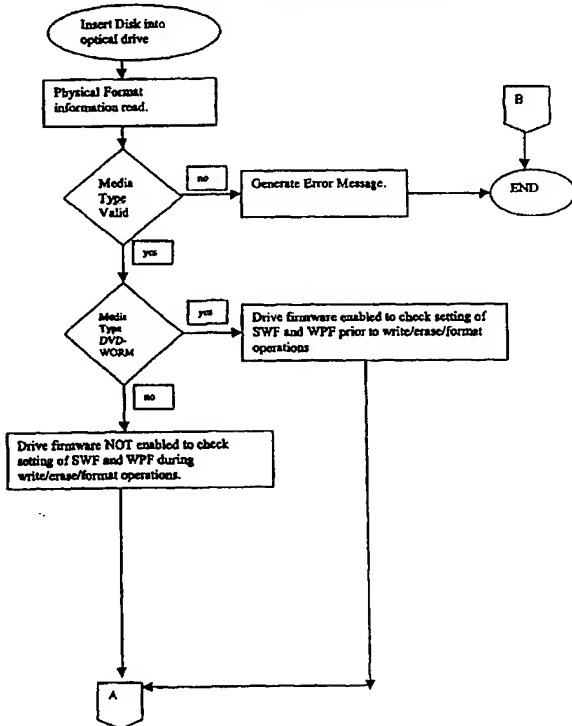 Insert Disk into
optical drive
Physical Format
information read.
B
Media
Type
Valid
no
Generate Error Message.
END
yes
Media
Type
DVD-
WORM
yes
Drive firmware enabled to check setting of
SWF and WPF prior to write/erase/format
operations
no
Drive firmware NOT enabled to check
setting of SWF and WPF during
write/erase/format operations.
A